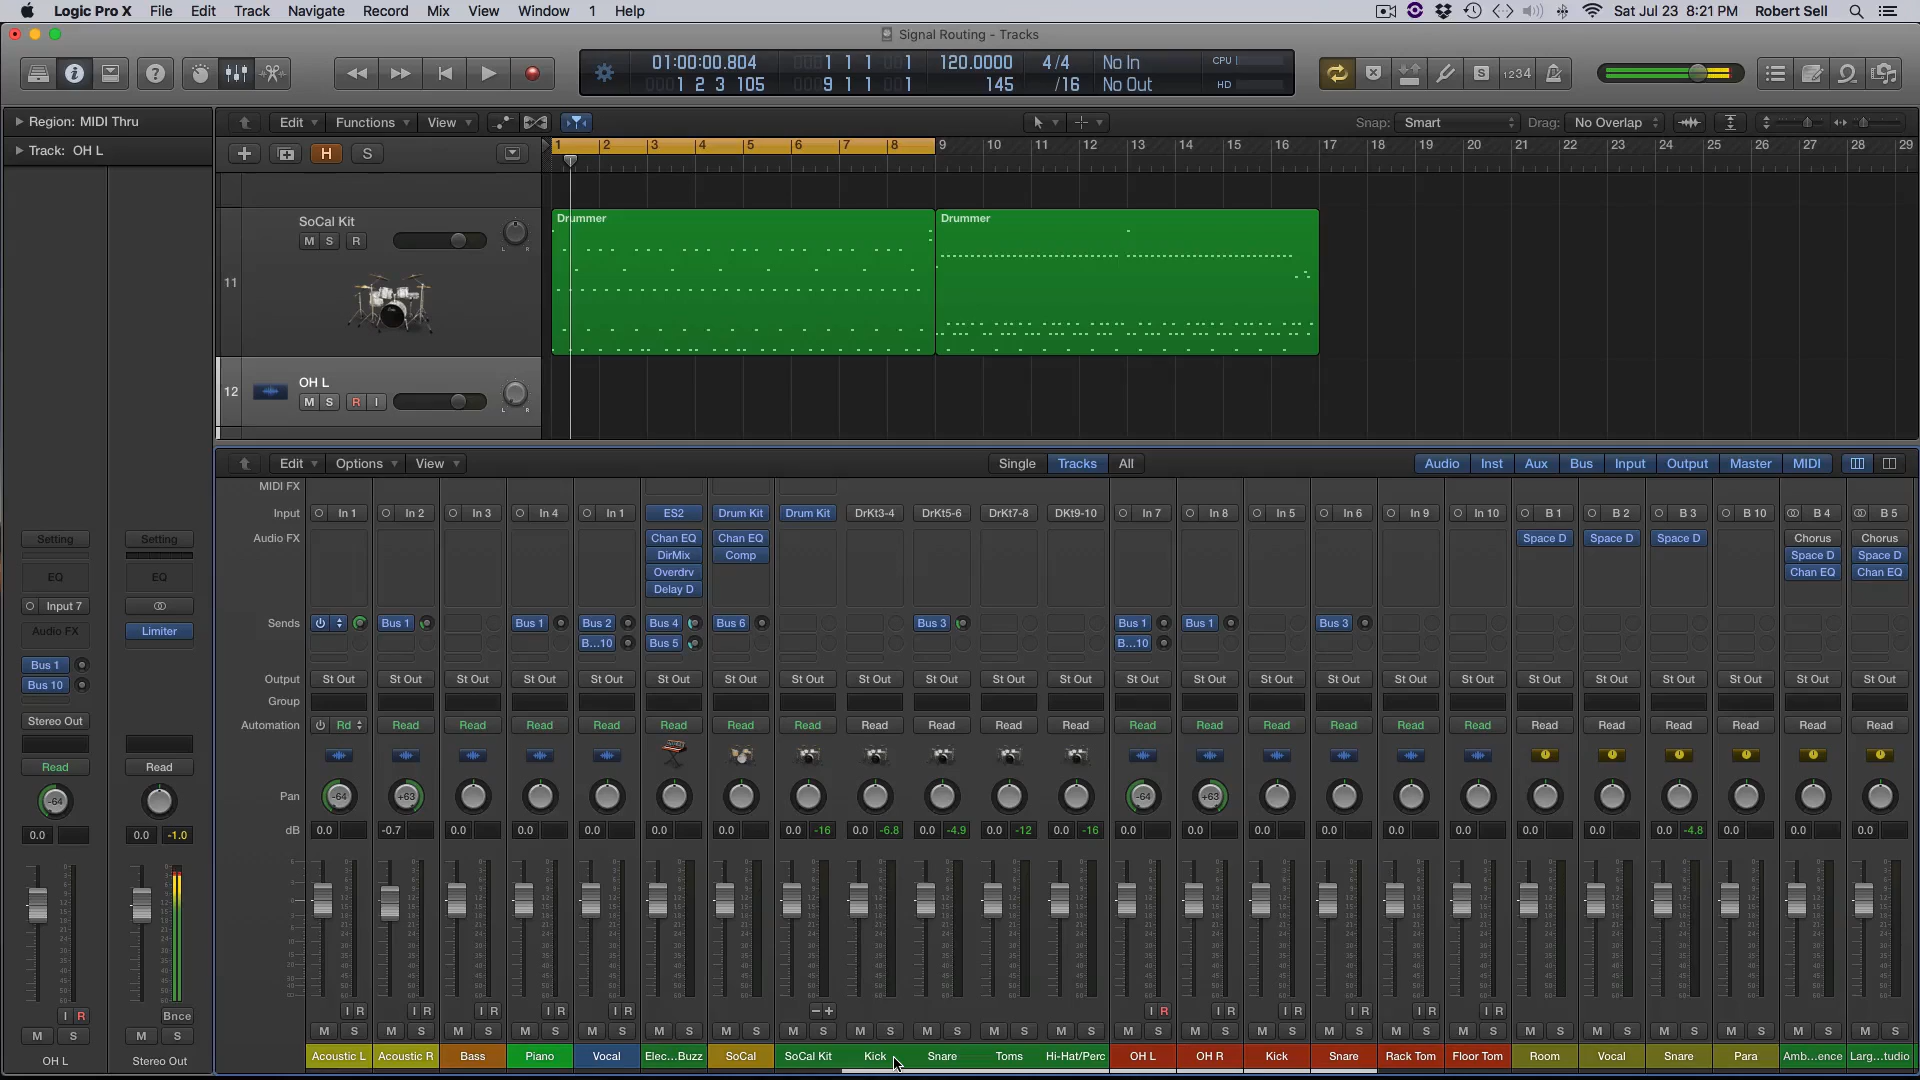 Logic Pro X File Edit Track Navigate Record Mix View Window 1 Help Sat Jul 23 8:21 PM Robert Sell
Signal Routing - Tracks
01:00:00.804 1 1 1 1 120.0000 4/4 No In CPU
1 2 3 105 9 1 1 1 145 /16 No Out HD
? S 1234
Region: MIDI Thru Edit Functions View Snap: Smart Drag: No Overlap
Track: OH L H S 1 2 3 4 5 6 7 8 9 10 11 12 13 14 15 16 17 18 19 20 21 22 23 24 25 26 27 28 29
SoCal Kit Drummer Drummer
M S R L R
11
OH L
12 M S R I L R
Edit Options View Single Tracks All Audio Inst Aux Bus Input Output Master MIDI
MIDI FX
Input In 1 In 2 In 3 In 4 In 1 ES2 Drum Kit Drum Kit DrKt3-4 DrKt5-6 DrKt7-8 DKt9-10 In 7 In 8 In 5 In 6 In 9 In 10 B 1 B 2 B 3 B 10 B 4 B 5
Audio FX Chan EQ Chan EQ Space D Space D Space D Chorus Chorus
DirMix Comp Space D Space D
Overdrv Chan EQ Chan EQ
Delay D
Sends Bus 1 Bus 1 Bus 2 Bus 4 Bus 6 Bus 3 Bus 1 Bus 1 Bus 3
B...10 Bus 5 B...10
Output St Out St Out St Out St Out St Out St Out St Out St Out St Out St Out St Out St Out St Out St Out St Out St Out St Out St Out St Out St Out St Out St Out St Out St Out
Group
Automation Rd Read Read Read Read Read Read Read Read Read Read Read Read Read Read Read Read Read Read Read Read Read Read Read
Pan -64 +63 -64 +63
dB 0.0 -0.7 0.0 0.0 0.0 0.0 0.0 0.0 -16 0.0 -6.8 0.0 -4.9 0.0 -12 0.0 -16 0.0 0.0 0.0 0.0 0.0 0.0 0.0 0.0 0.0 -4.8 0.0 0.0 0.0
I R I R I R I R I R I R I R I R I R I R I R
M S M S M S M S M S M S M S M S M S M S M S M S M S M S M S M S M S M S M S M S M S M S M S M S
Acoustic L Acoustic R Bass Piano Vocal Elec...Buzz SoCal SoCal Kit Kick Snare Toms Hi-Hat/Perc OH L OH R Kick Snare Rack Tom Floor Tom Room Vocal Snare Para Amb...ence Larg...tudio
Setting Setting
EQ EQ
Input 7
Audio FX Limiter
Bus 1
Bus 10
Stereo Out
Read Read
-64
0.0 0.0 -1.0
I R Bnce
M S M S
OH L Stereo Out